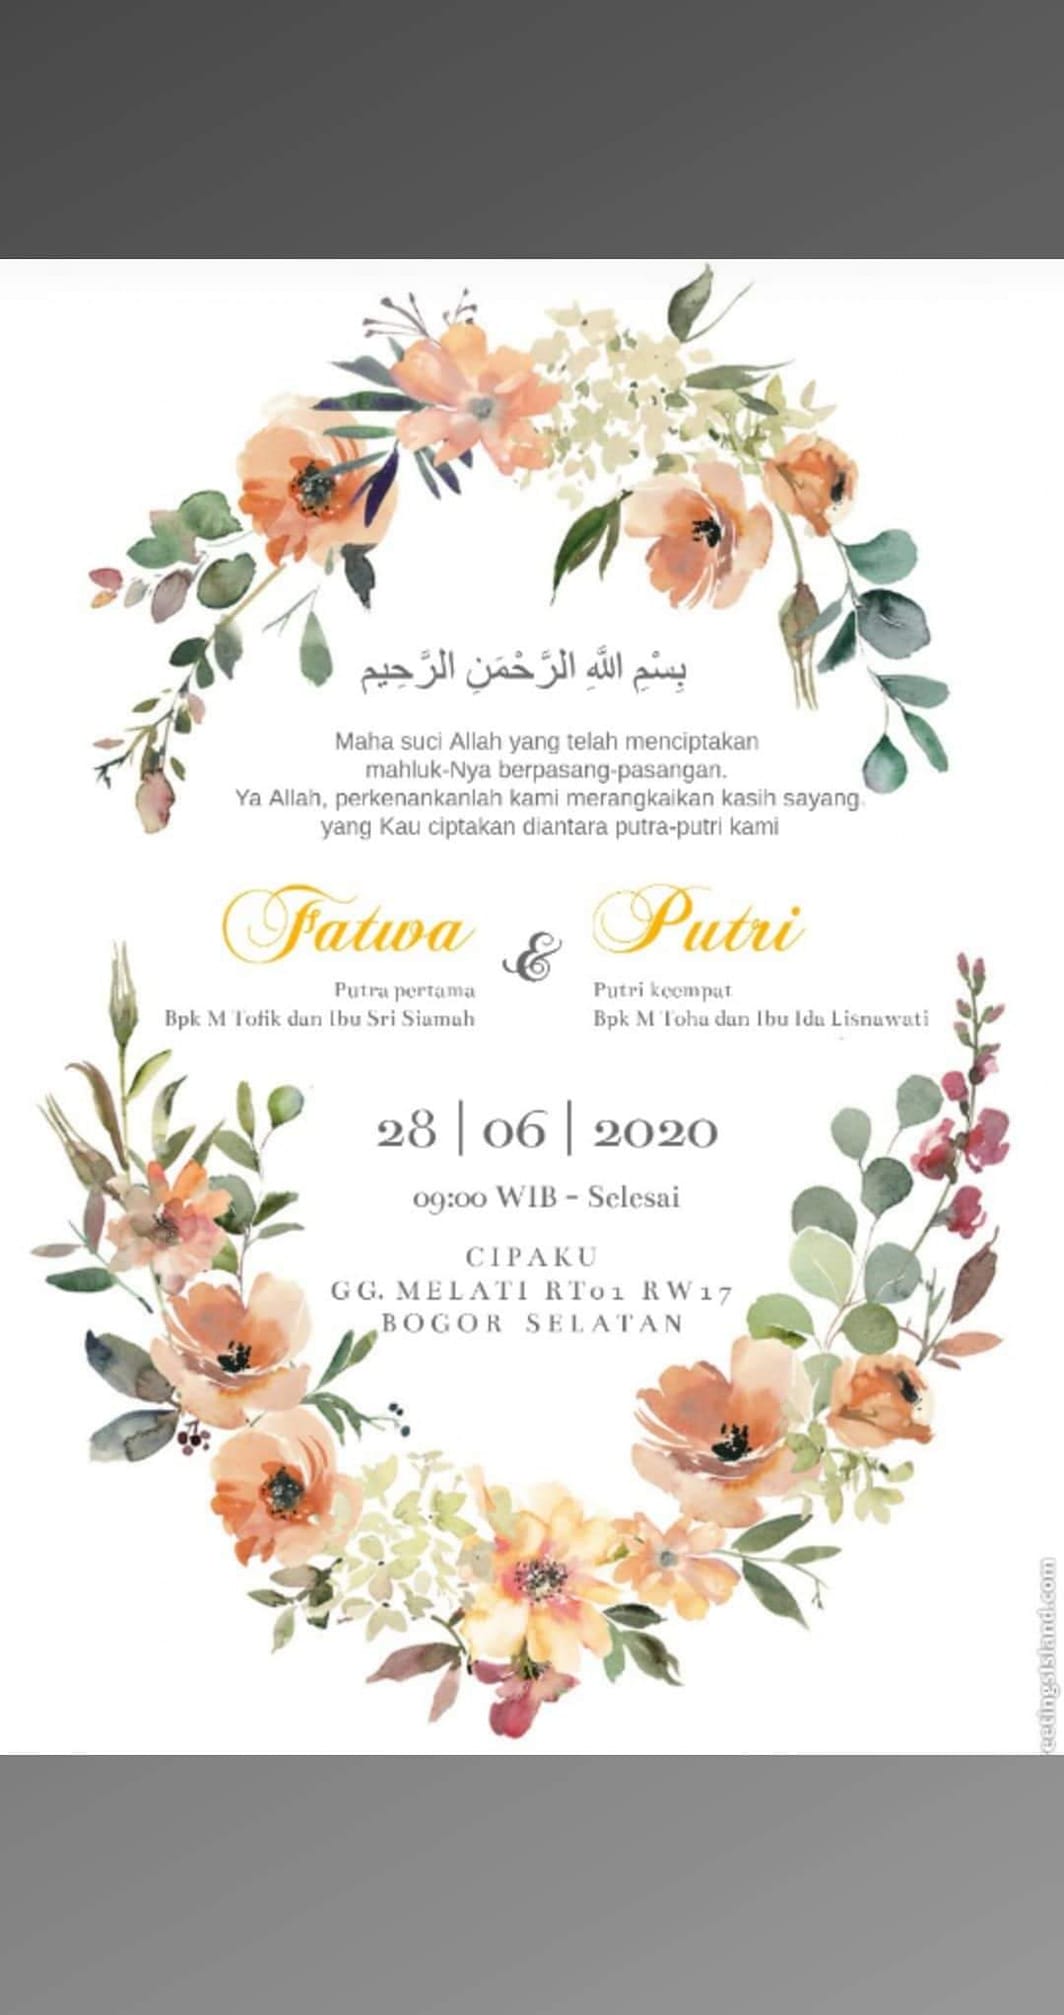 بِسْمِ اللَّهِ الرَّحْمَنِ الرَّحِيم
Maha suci Allah yang telah menciptakan
mahluk-Nya berpasang-pasangan.
Ya Allah, perkenankanlah kami merangkaikan kasih sayang
yang Kau ciptakan diantara putra-putri kami
Fatwa & Putri
Putra pertama
Bpk M Tofik dan Ibu Sri Siamah
Putri keempat
Bpk M Toha dan Ibu Ida Lisnawati
28 | 06 | 2020
09:00 WIB - Selesai
CIPAKU
GG. MELATI RT01 RW17
BOGOR SELATAN
eetingsisland.com